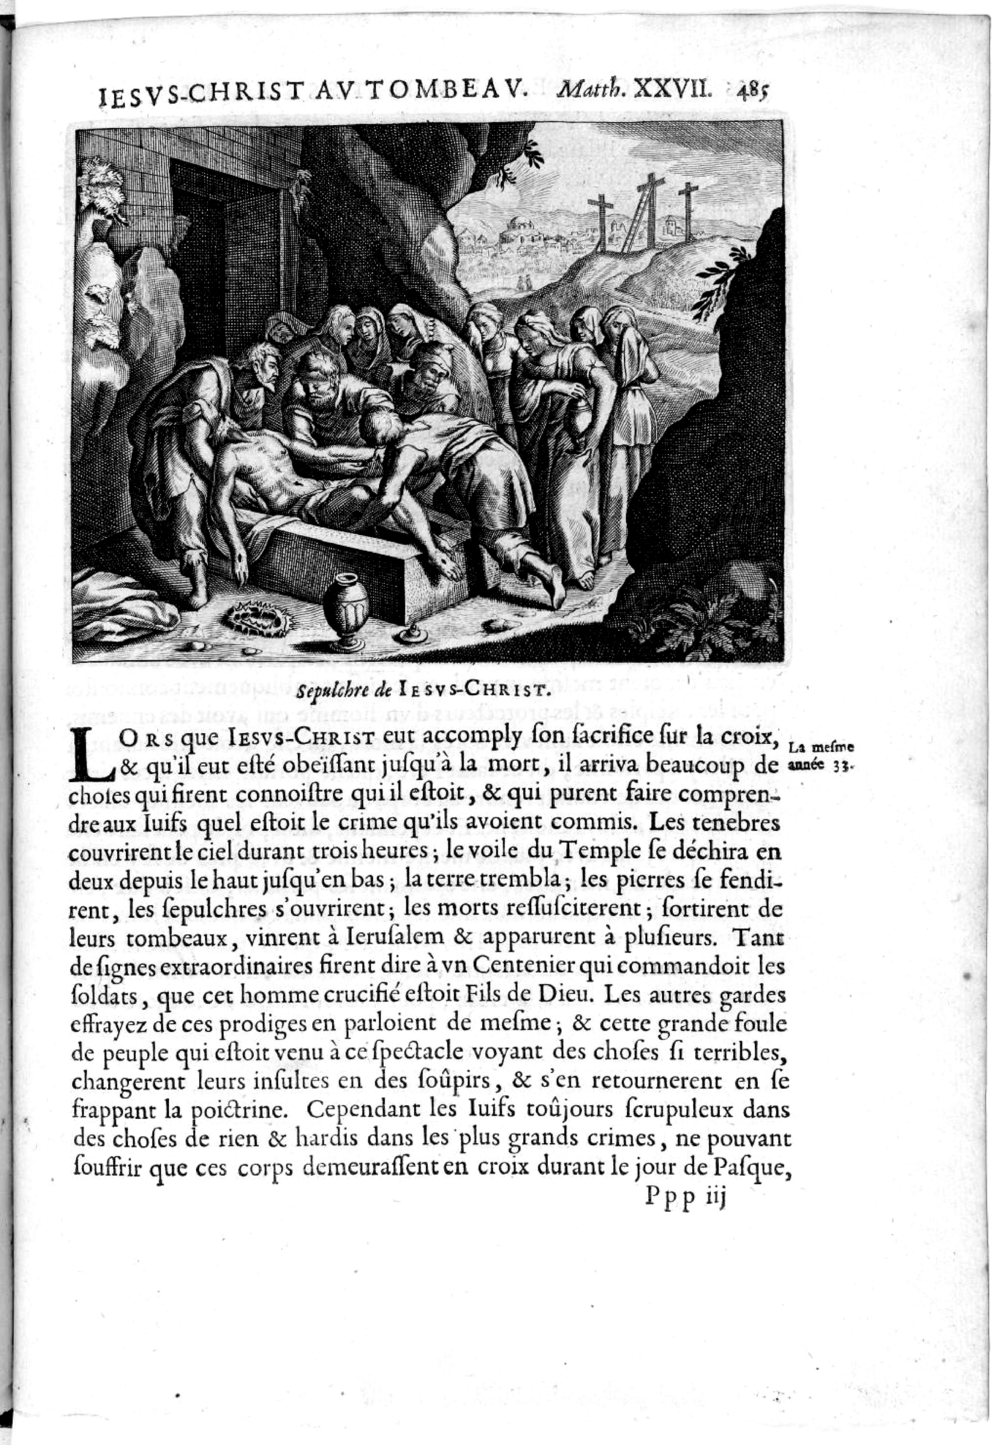 IESVS-CHRIST AV TOMBEAV. Matth. XXVII. 485
Sepulchre de IESVS-CHRIST.
LORS que IESVS-CHRIST eut accomply ſon ſacrifice ſur la croix,
& qu'il eut eſté obeïſſant juſqu'à la mort, il arriva beaucoup de
La meſme
année 33.
choſes qui firent connoiſtre qui il eſtoit, & qui purent faire compren-
dre aux Iuifs quel eſtoit le crime qu'ils avoient commis. Les tenebres
couvrirent le ciel durant trois heures; le voile du Temple ſe déchira en
deux depuis le haut juſqu'en bas; la terre trembla; les pierres ſe fendi-
rent, les ſepulchres s'ouvrirent; les morts reſſuſciterent; ſortirent de
leurs tombeaux, vinrent à Ieruſalem & apparurent à pluſieurs. Tant
de ſignes extraordinaires firent dire à vn Centenier qui commandoit les
ſoldats, que cet homme crucifié eſtoit Fils de Dieu. Les autres gardes
effrayez de ces prodiges en parloient de meſme; & cette grande foule
de peuple qui eſtoit venu à ce ſpectacle voyant des choſes ſi terribles,
changerent leurs inſultes en des ſoûpirs, & s'en retournerent en ſe
frappant la poictrine. Cependant les Iuifs toûjours ſcrupuleux dans
des choſes de rien & hardis dans les plus grands crimes, ne pouvant
ſouffrir que ces corps demeuraſſent en croix durant le jour de Paſque,
Ppp iij